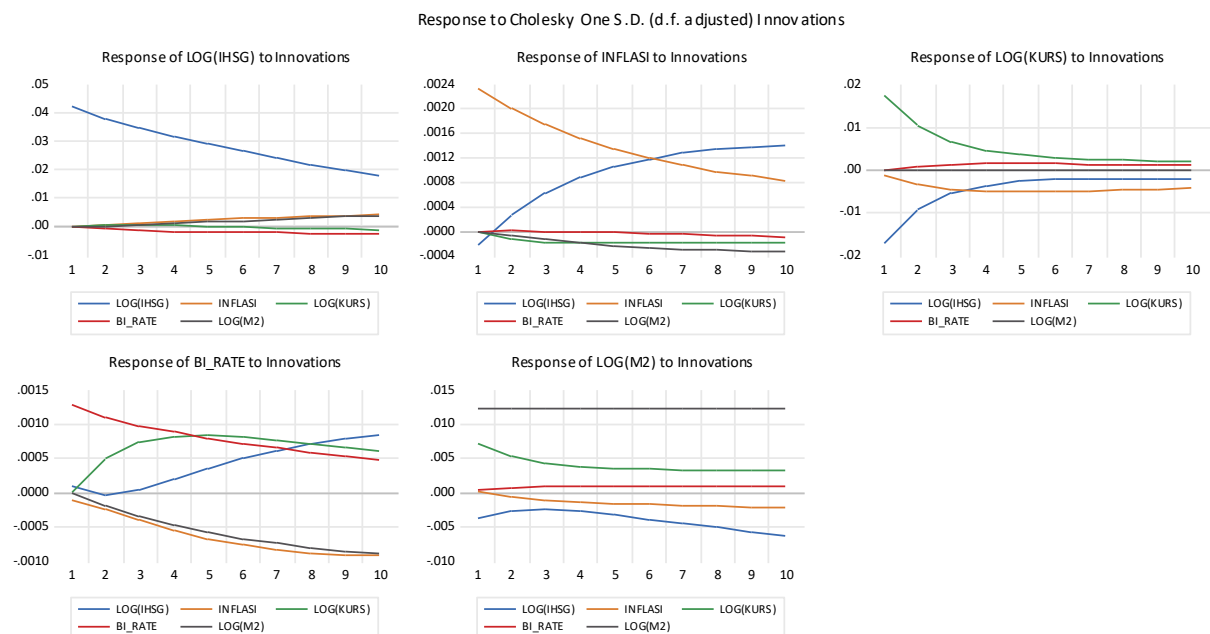 Response to Cholesky One S.D. (d.f. adjusted) Innovations
Response of LOG(IHSG) to Innovations
.05
.04
.03
.02
.01
.00
-.01
1 2 3 4 5 6 7 8 9 10
LOG(IHSG) INFLASI LOG(KURS)
BI_RATE LOG(M2)
Response of INFLASI to Innovations
.0024
.0020
.0016
.0012
.0008
.0004
.0000
-.0004
1 2 3 4 5 6 7 8 9 10
LOG(IHSG) INFLASI LOG(KURS)
BI_RATE LOG(M2)
Response of LOG(KURS) to Innovations
.02
.01
.00
-.01
-.02
1 2 3 4 5 6 7 8 9 10
LOG(IHSG) INFLASI LOG(KURS)
BI_RATE LOG(M2)
Response of BI_RATE to Innovations
.0015
.0010
.0005
.0000
-.0005
-.0010
1 2 3 4 5 6 7 8 9 10
LOG(IHSG) INFLASI LOG(KURS)
BI_RATE LOG(M2)
Response of LOG(M2) to Innovations
.015
.010
.005
.000
-.005
-.010
1 2 3 4 5 6 7 8 9 10
LOG(IHSG) INFLASI LOG(KURS)
BI_RATE LOG(M2)